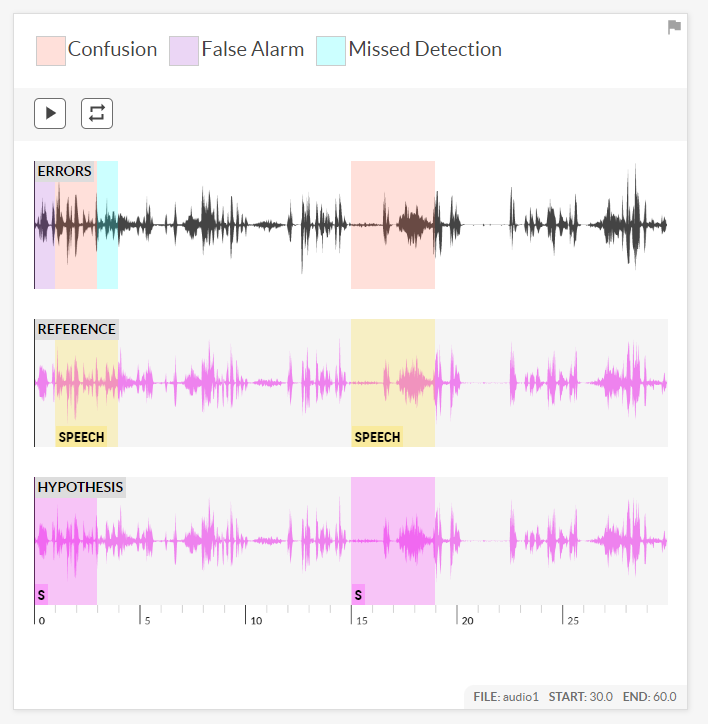 Confusion False Alarm Missed Detection
ERRORS
REFERENCE
SPEECH SPEECH
HYPOTHESIS
S S
0 5 10 15 20 25
FILE: audio1 START: 30.0 END: 60.0